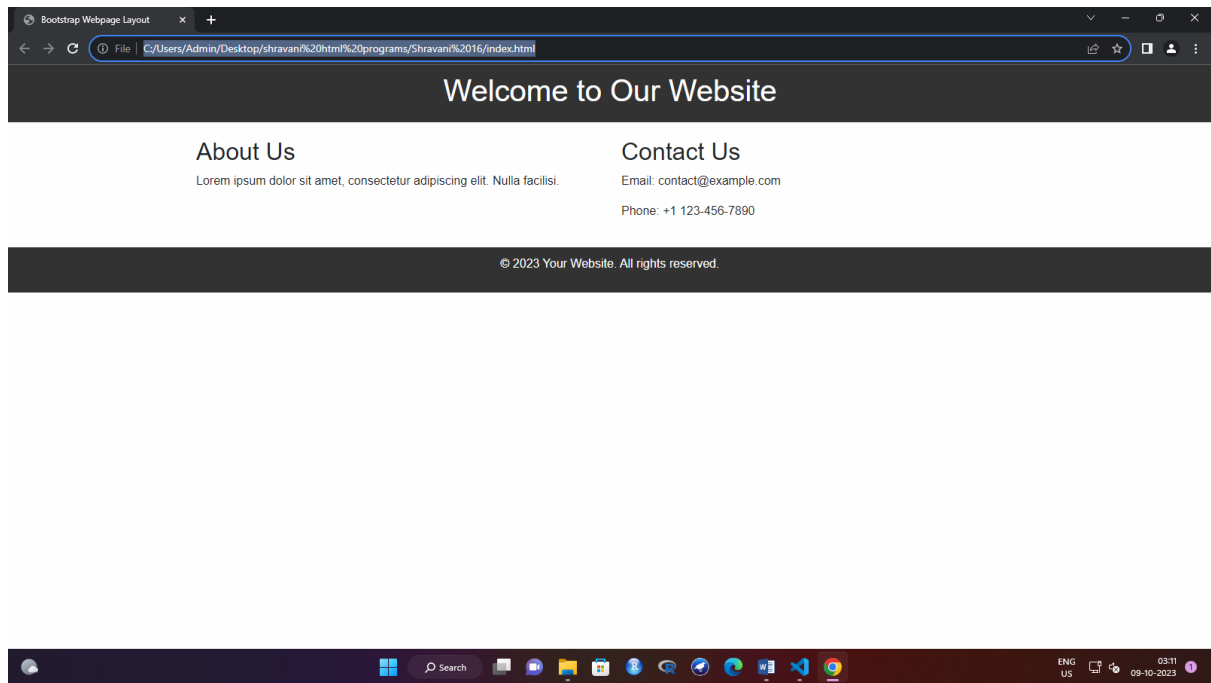 Bootstrap Webpage Layout
File C:/Users/Admin/Desktop/shravani%20html%20programs/Shravani%2016/index.html
Welcome to Our Website
About Us
Contact Us
Lorem ipsum dolor sit amet, consectetur adipiscing elit. Nulla facilisi.
Email: contact@example.com
Phone: +1 123-456-7890
© 2023 Your Website. All rights reserved.
Search
ENG
US
03:11
09-10-2023
1